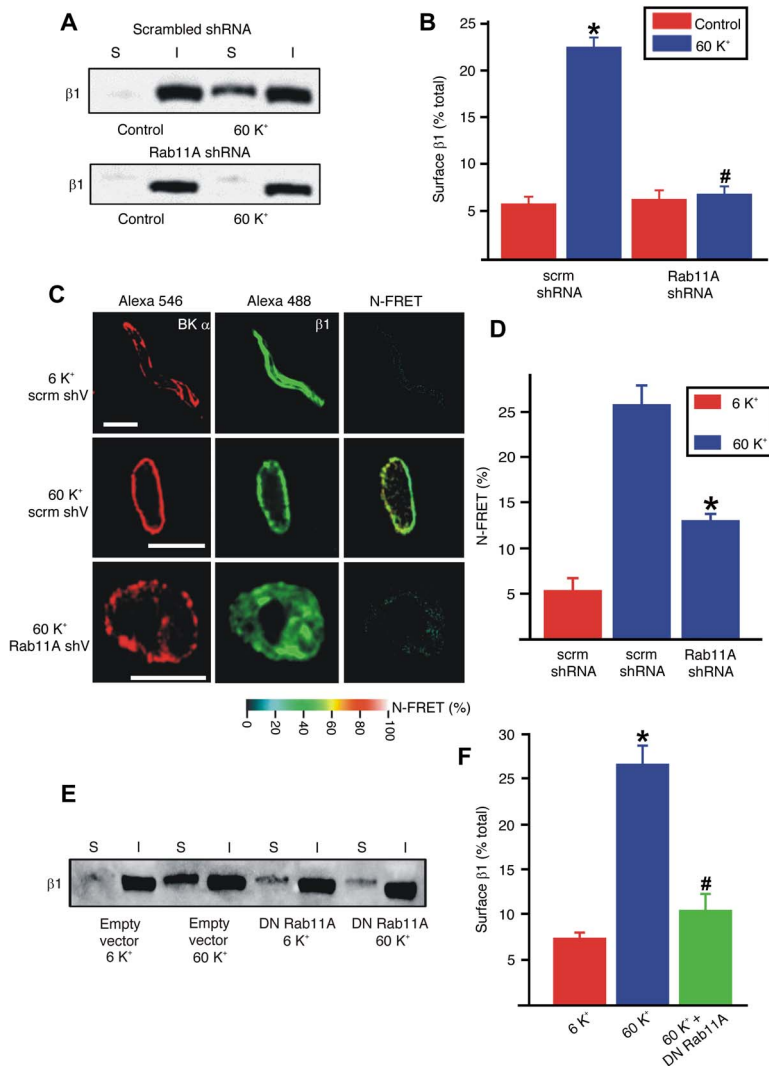 A
Scrambled shRNA
S I S I
β1
Control 60 K⁺
Rab11A shRNA
β1
Control 60 K⁺
B
Control
60 K⁺
Surface β1 (% total)
25
20
15
10
5
*
#
scrm shRNA
Rab11A shRNA
C
Alexa 546 Alexa 488 N-FRET
BK α
β1
6 K⁺
scrm shV
60 K⁺
scrm shV
60 K⁺
Rab11A shV
0 20 40 60 80 100
N-FRET (%)
D
6 K⁺
60 K⁺
N-FRET (%)
25
20
15
10
5
*
scrm shRNA
scrm shRNA
Rab11A shRNA
E
S I S I S I S I
β1
Empty vector 6 K⁺
Empty vector 60 K⁺
DN Rab11A 6 K⁺
DN Rab11A 60 K⁺
F
Surface β1 (% total)
30
25
20
15
10
5
*
#
6 K⁺
60 K⁺
60 K⁺ +
DN Rab11A